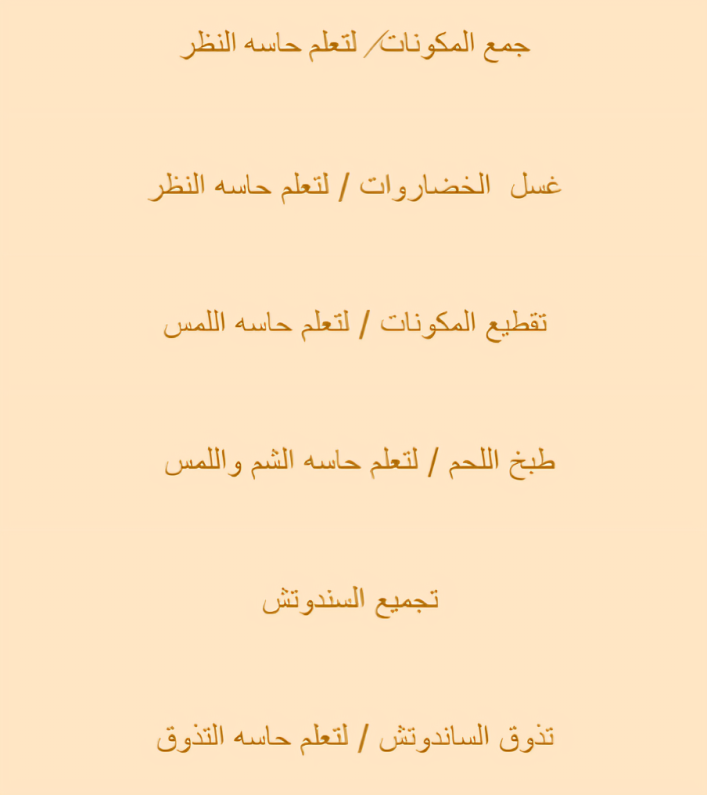 جمع المكونات/ لتعلم حاسه النظر
غسل الخضاروات / لتعلم حاسه النظر
تقطيع المكونات / لتعلم حاسه اللمس
طبخ اللحم / لتعلم حاسه الشم واللمس
تجميع السندوتش
تذوق الساندوتش / لتعلم حاسه التذوق